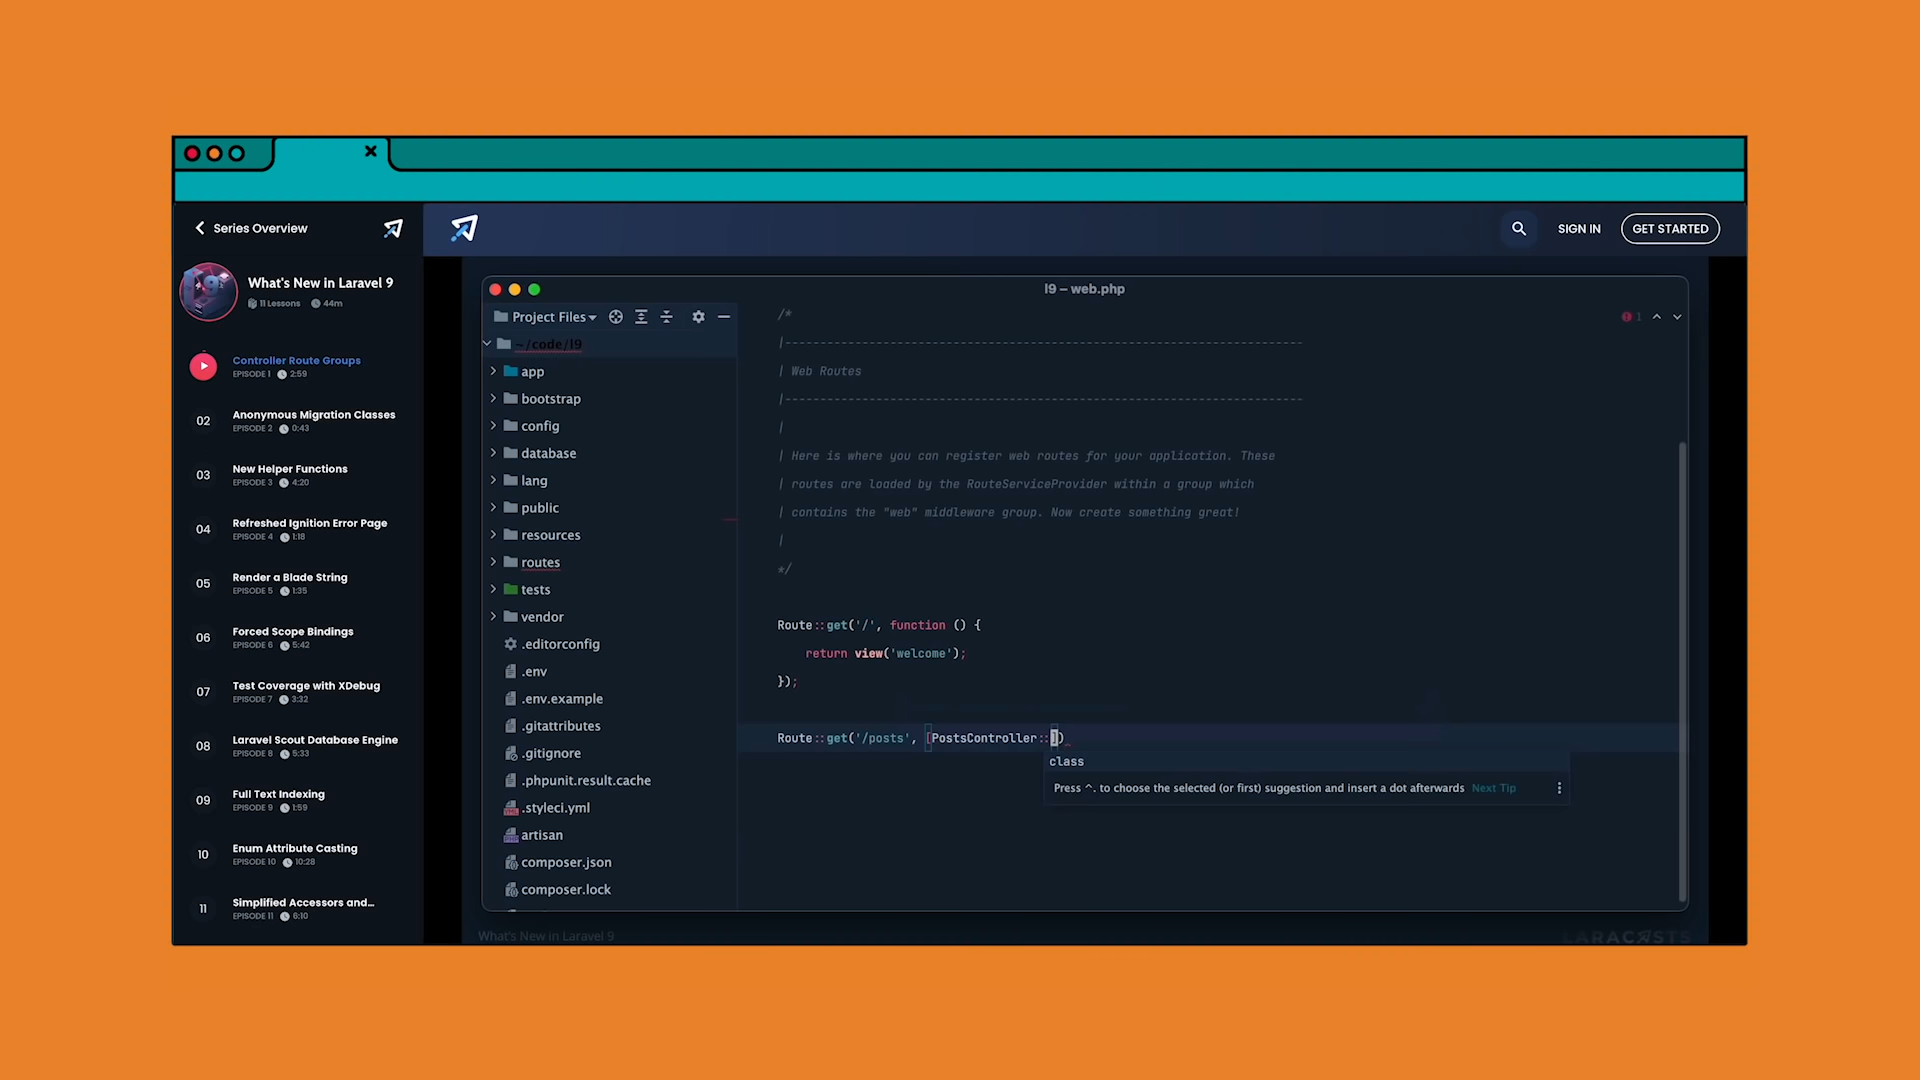 Series Overview
SIGN IN
GET STARTED
What's New in Laravel 9
11 Lessons 44m
Controller Route Groups
EPISODE 1 2:59
02
Anonymous Migration Classes
EPISODE 2 0:43
03
New Helper Functions
EPISODE 3 4:20
04
Refreshed Ignition Error Page
EPISODE 4 1:18
05
Render a Blade String
EPISODE 5 1:35
06
Forced Scope Bindings
EPISODE 6 5:42
07
Test Coverage with XDebug
EPISODE 7 3:32
08
Laravel Scout Database Engine
EPISODE 8 5:33
09
Full Text Indexing
EPISODE 9 1:59
10
Enum Attribute Casting
EPISODE 10 10:28
11
Simplified Accessors and...
EPISODE 11 6:10
l9 – web.php
Project Files
~/code/l9
app
bootstrap
config
database
lang
public
resources
routes
tests
vendor
.editorconfig
.env
.env.example
.gitattributes
.gitignore
.phpunit.result.cache
.styleci.yml
artisan
composer.json
composer.lock
1
/*
|--------------------------------------------------------------------------
| Web Routes
|--------------------------------------------------------------------------
|
| Here is where you can register web routes for your application. These
| routes are loaded by the RouteServiceProvider within a group which
| contains the "web" middleware group. Now create something great!
|
*/
Route::get('/', function () {
return view('welcome');
});
Route::get('/posts', [PostsController::])
class
Press ^. to choose the selected (or first) suggestion and insert a dot afterwards Next Tip
What's New in Laravel 9
LARACASTS